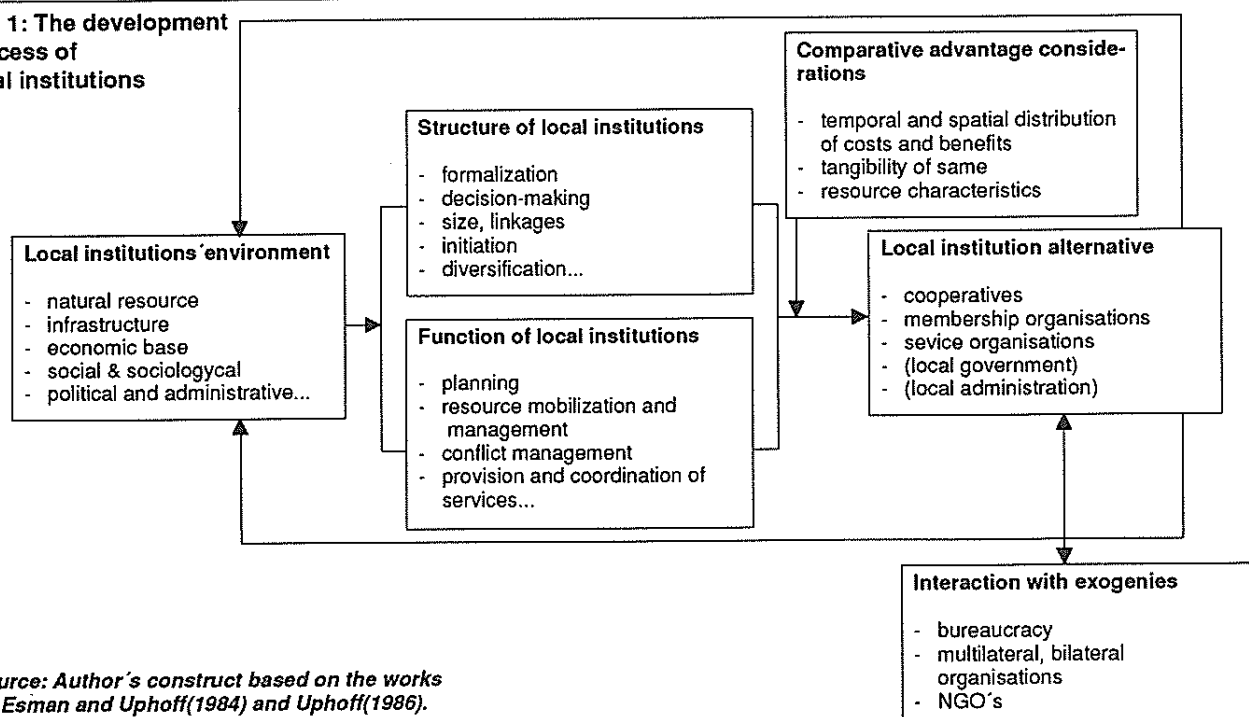 1: The development
cess of
al institutions
Comparative advantage conside-
rations
- temporal and spatial distribution
of costs and benefits
- tangibility of same
- resource characteristics
Structure of local institutions
- formalization
- decision-making
- size, linkages
- initiation
- diversification...
Local institutions´environment
- natural resource
- infrastructure
- economic base
- social & sociologycal
- political and administrative...
Function of local institutions
- planning
- resource mobilization and
management
- conflict management
- provision and coordination of
services...
Local institution alternative
- cooperatives
- membership organisations
- sevice organisations
- (local government)
- (local administration)
Interaction with exogenies
- bureaucracy
- multilateral, bilateral
organisations
- NGO´s
urce: Author´s construct based on the works
Esman and Uphoff(1984) and Uphoff(1986).